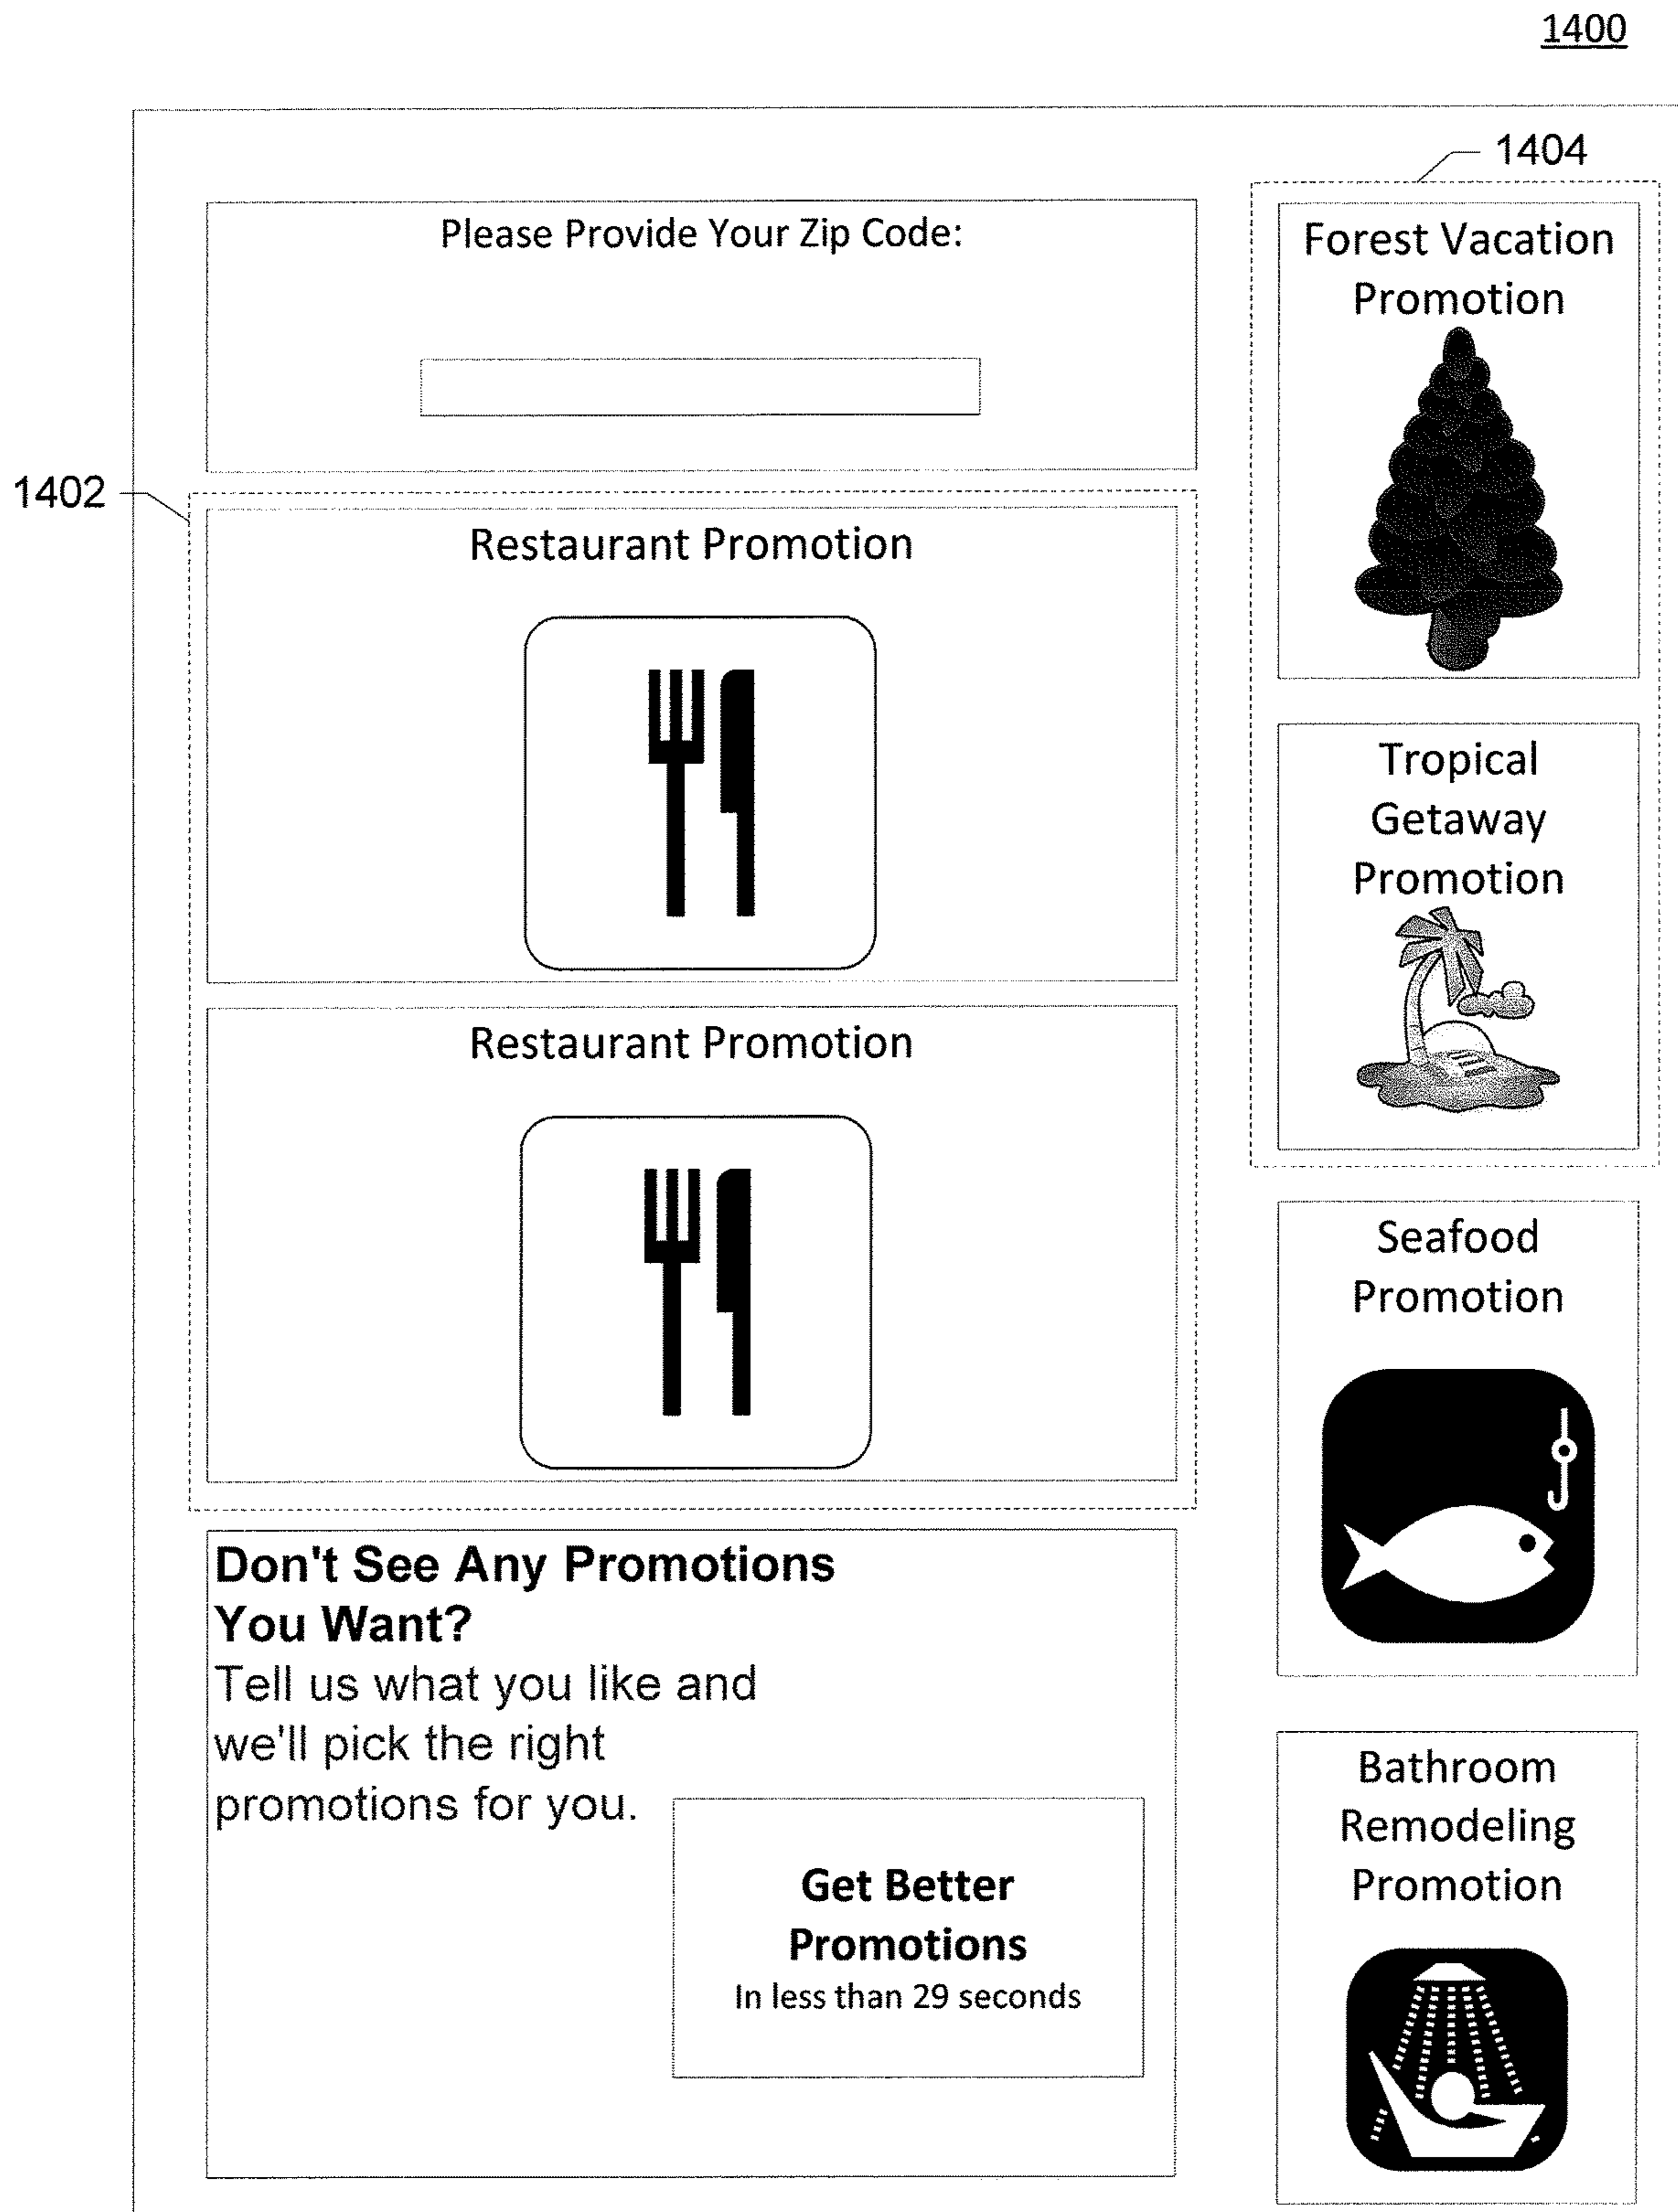 1400
1404
Please Provide Your Zip Code:
1402
Restaurant Promotion
Restaurant Promotion
Don't See Any Promotions
You Want?
Tell us what you like and
we'll pick the right
promotions for you.
Get Better
Promotions
In less than 29 seconds
Forest Vacation
Promotion
Tropical
Getaway
Promotion
Seafood
Promotion
Bathroom
Remodeling
Promotion